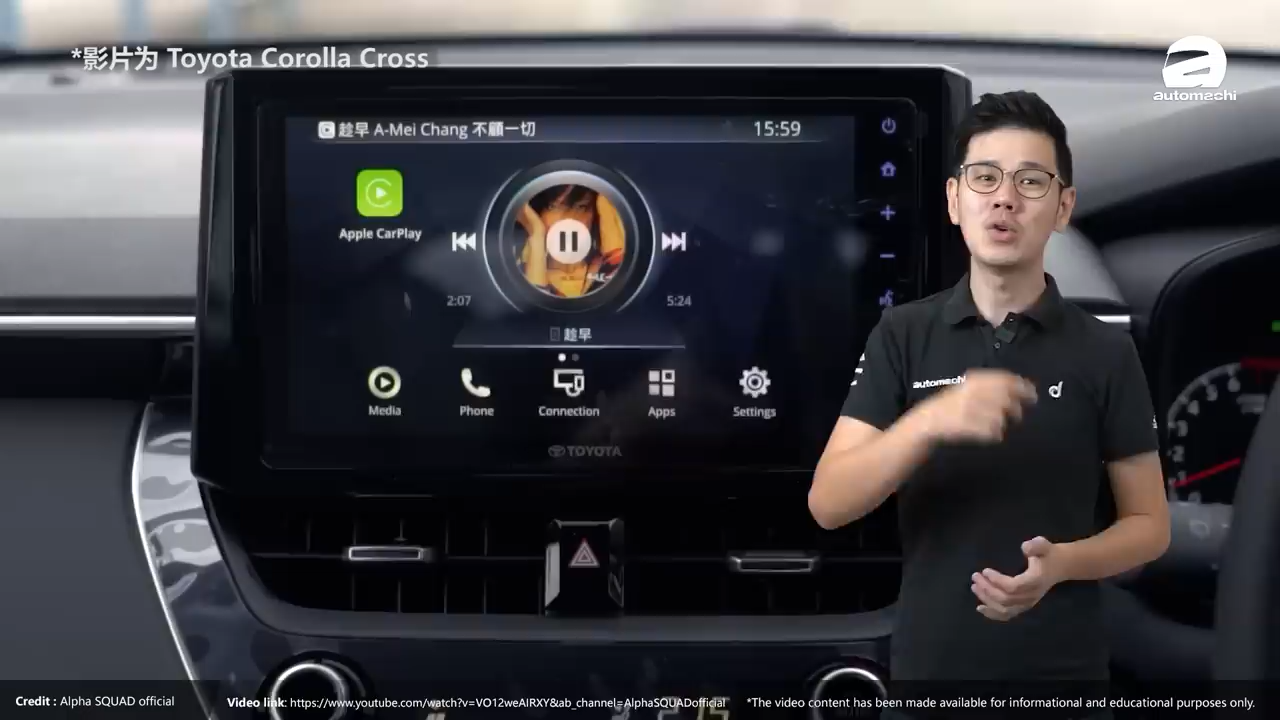 *影片为 Toyota Corolla Cross
automachi
趁早 A-Mei Chang 不顧一切
15:59
Apple CarPlay
2:07
5:24
趁早
Media
Phone
Connection
Apps
Settings
TOYOTA
automachi
Credit : Alpha SQUAD official
Video link: https://www.youtube.com/watch?v=VO12weAIRXY&ab_channel=AlphaSQUADofficial
*The video content has been made available for informational and educational purposes only.